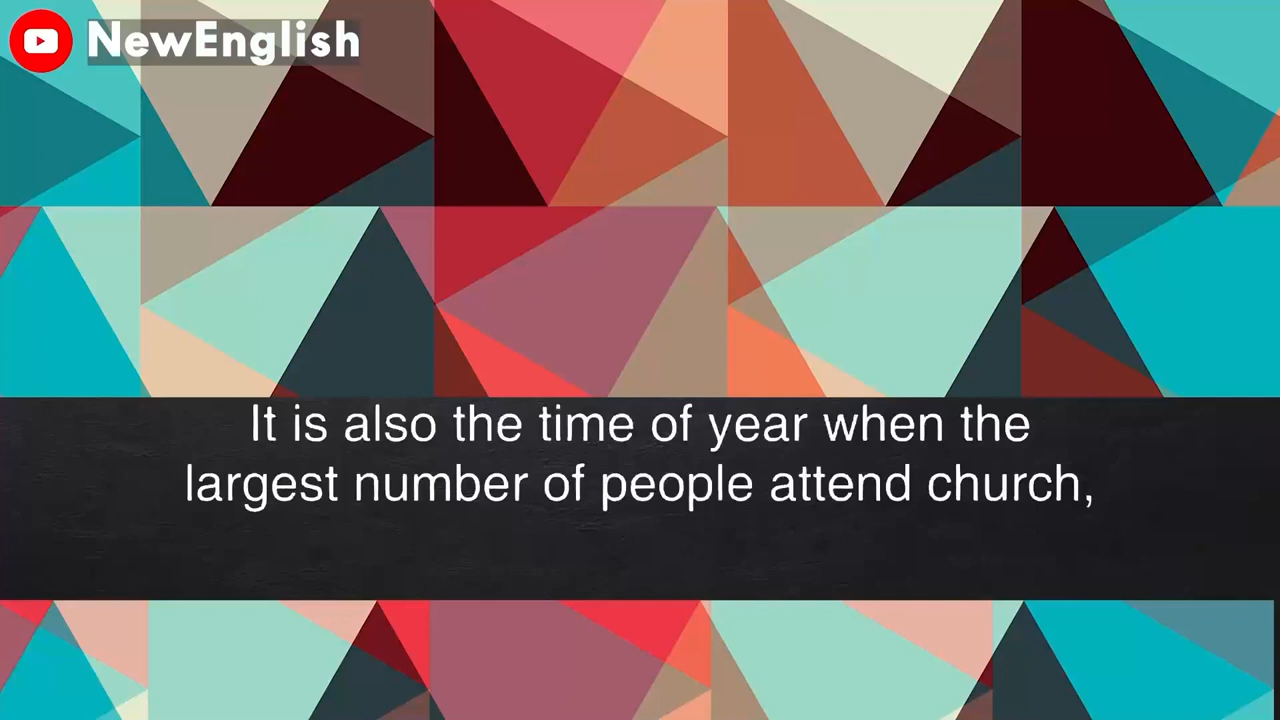 NewEnglish
It is also the time of year when the
largest number of people attend church,